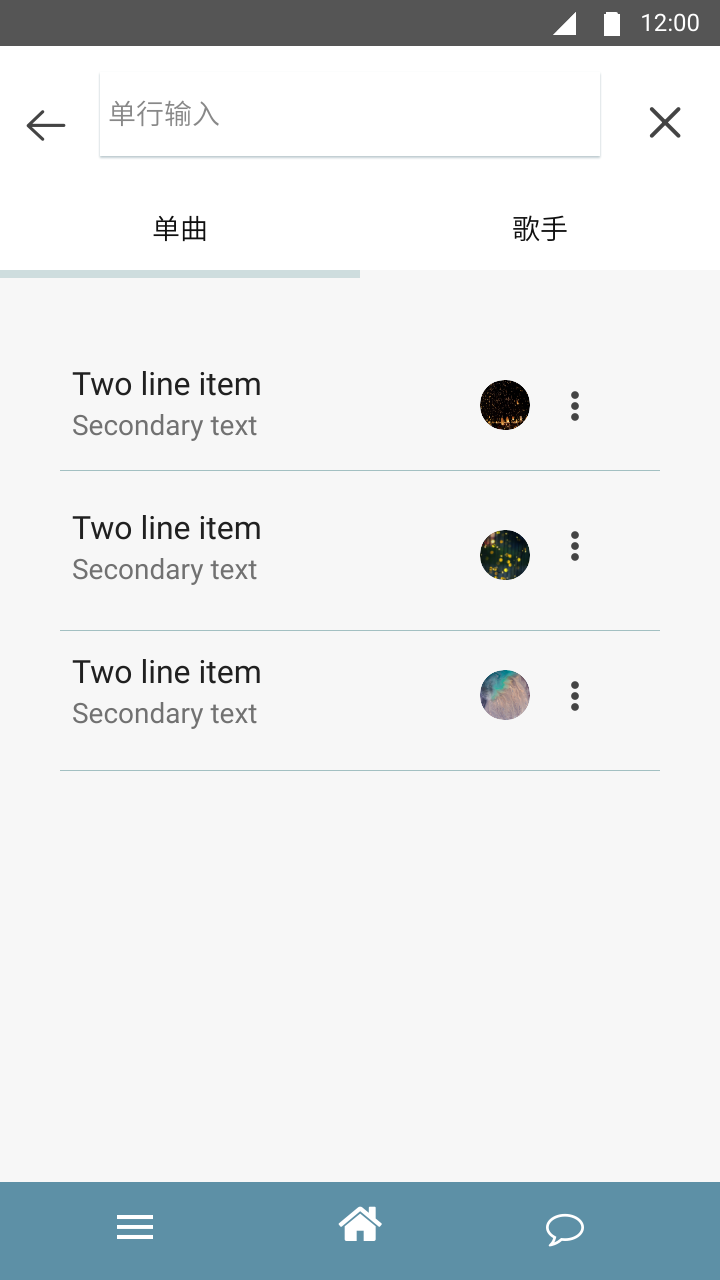 12:00
单行输入
单曲
歌手
Two line item
Secondary text
Two line item
Secondary text
Two line item
Secondary text